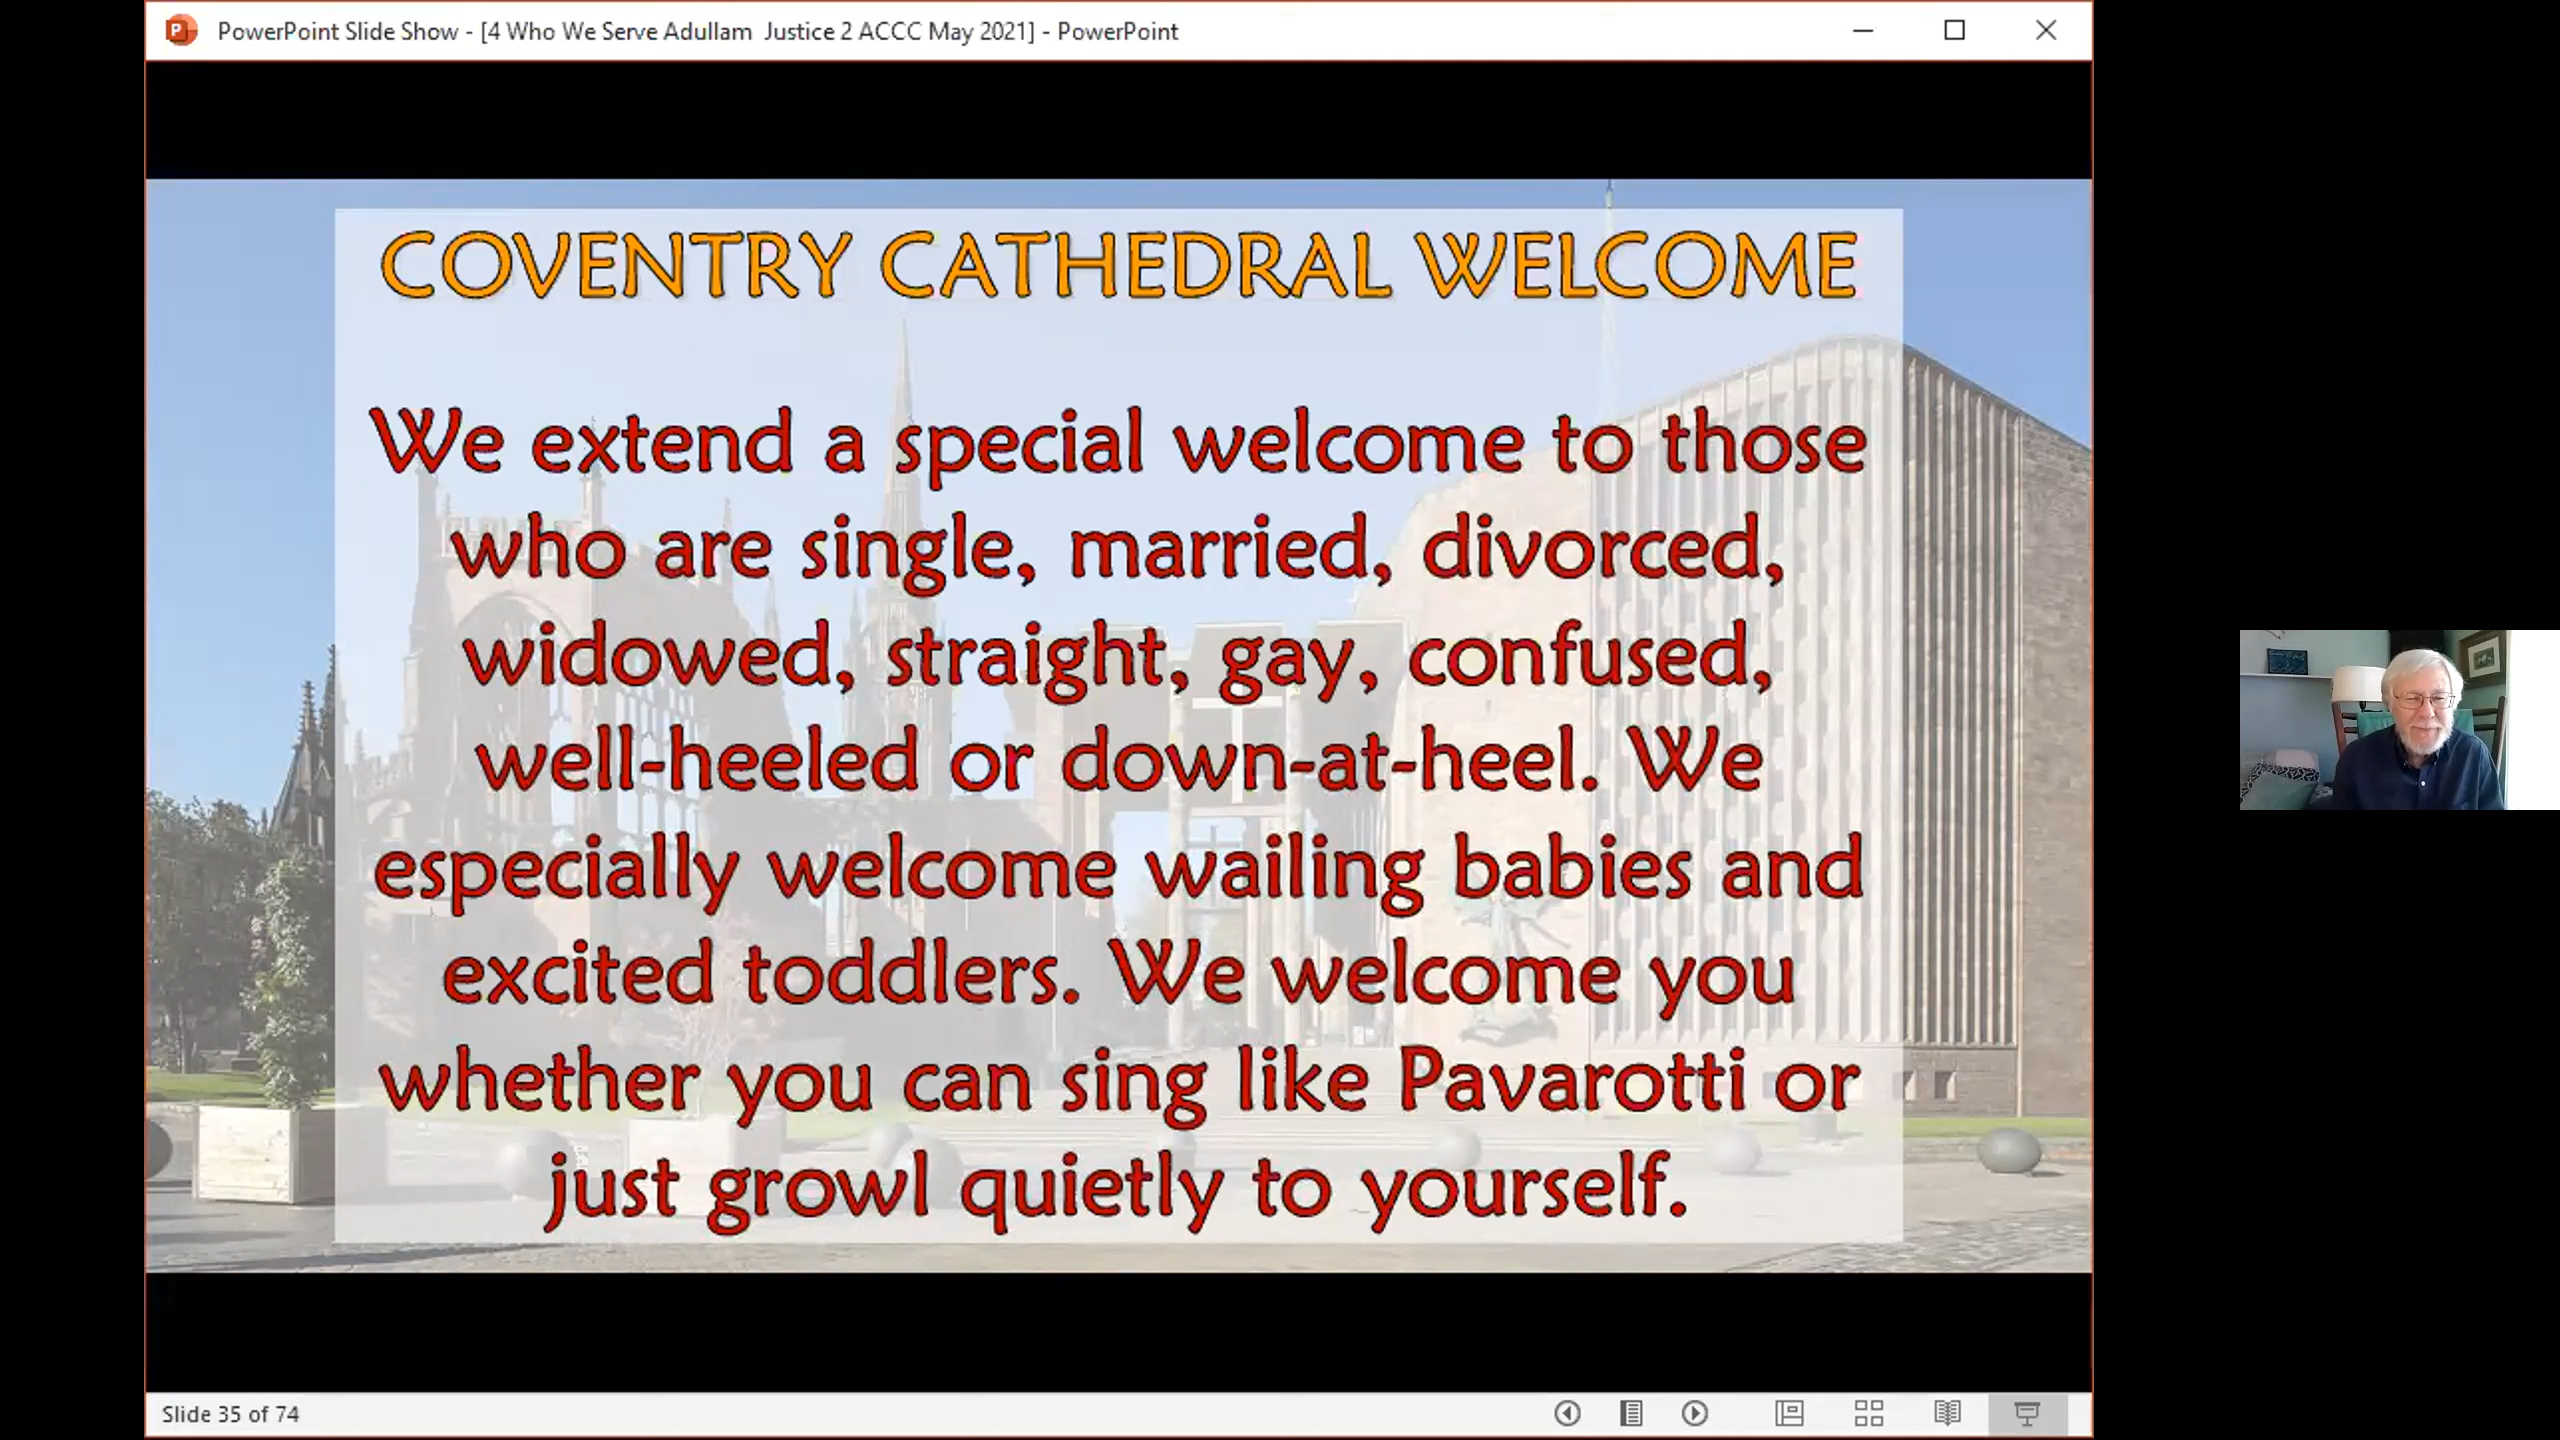 PowerPoint Slide Show - [4 Who We Serve Adullam  Justice 2 ACCC May 2021] - PowerPoint
COVENTRY CATHEDRAL WELCOME
We extend a special welcome to those
who are single, married, divorced,
widowed, straight, gay, confused,
well-heeled or down-at-heel. We
especially welcome wailing babies and
excited toddlers. We welcome you
whether you can sing like Pavarotti or
just growl quietly to yourself.
Slide 35 of 74